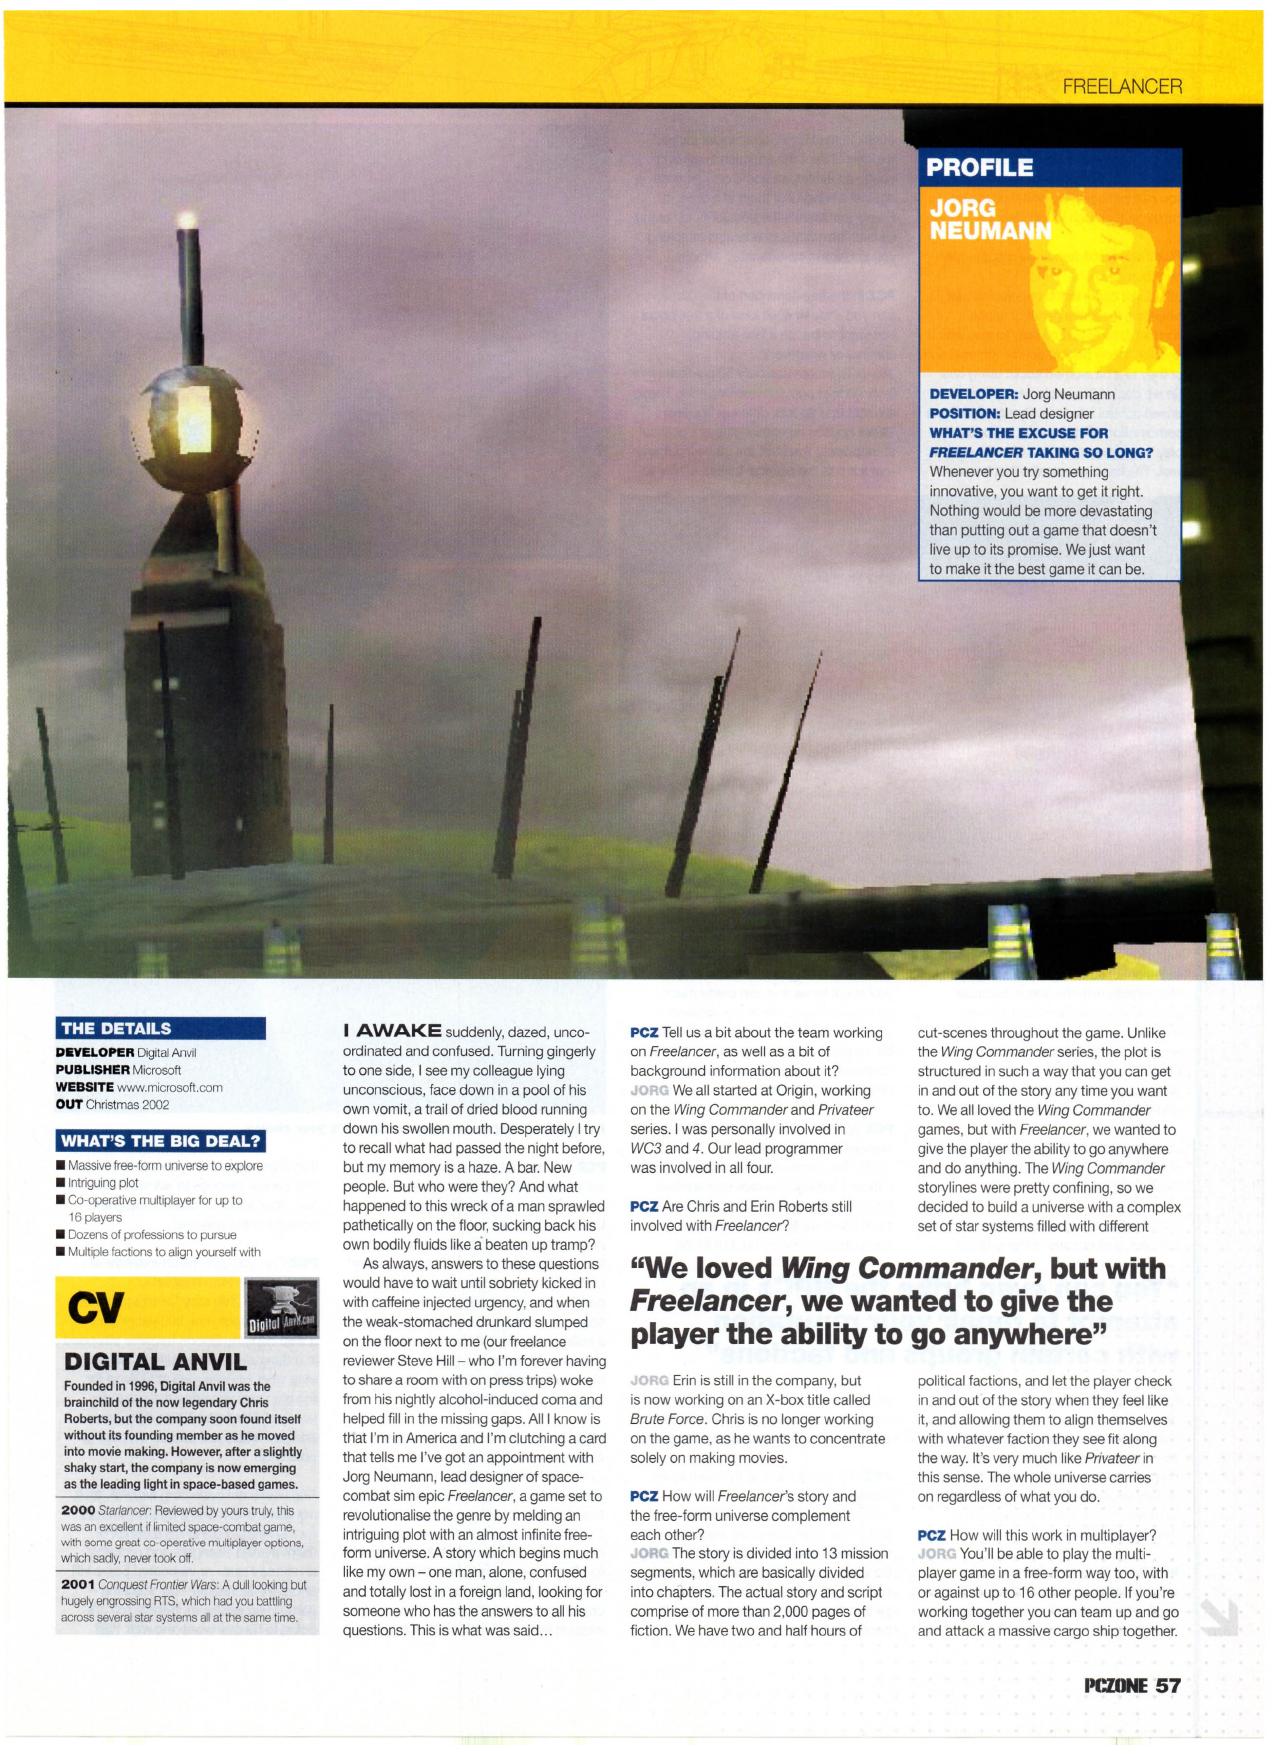 FREELANCER
PROFILE
JORG
NEUMANN
DEVELOPER: Jorg Neumann
POSITION: Lead designer
WHAT'S THE EXCUSE FOR
FREELANCER TAKING SO LONG?
Whenever you try something
innovative, you want to get it right.
Nothing would be more devastating
than putting out a game that doesn't
live up to its promise. We just want
to make it the best game it can be.
THE DETAILS
DEVELOPER Digital Anvil
PUBLISHER Microsoft
WEBSITE www.microsoft.com
OUT Christmas 2002
WHAT'S THE BIG DEAL?
■ Massive free-form universe to explore
■ Intriguing plot
■ Co-operative multiplayer for up to
16 players
■ Dozens of professions to pursue
■ Multiple factions to align yourself with
CV
Digital Anvil.com
DIGITAL ANVIL
Founded in 1996, Digital Anvil was the
brainchild of the now legendary Chris
Roberts, but the company soon found itself
without its founding member as he moved
into movie making. However, after a slightly
shaky start, the company is now emerging
as the leading light in space-based games.
2000 Starlancer: Reviewed by yours truly, this
was an excellent if limited space-combat game,
with some great co-operative multiplayer options,
which sadly, never took off.
2001 Conquest Frontier Wars: A dull looking but
hugely engrossing RTS, which had you battling
across several star systems all at the same time.
I AWAKE suddenly, dazed, unco-
ordinated and confused. Turning gingerly
to one side, I see my colleague lying
unconscious, face down in a pool of his
own vomit, a trail of dried blood running
down his swollen mouth. Desperately I try
to recall what had passed the night before,
but my memory is a haze. A bar. New
people. But who were they? And what
happened to this wreck of a man sprawled
pathetically on the floor, sucking back his
own bodily fluids like a beaten up tramp?
As always, answers to these questions
would have to wait until sobriety kicked in
with caffeine injected urgency, and when
the weak-stomached drunkard slumped
on the floor next to me (our freelance
reviewer Steve Hill – who I'm forever having
to share a room with on press trips) woke
from his nightly alcohol-induced coma and
helped fill in the missing gaps. All I know is
that I'm in America and I'm clutching a card
that tells me I've got an appointment with
Jorg Neumann, lead designer of space-
combat sim epic Freelancer, a game set to
revolutionalise the genre by melding an
intriguing plot with an almost infinite free-
form universe. A story which begins much
like my own – one man, alone, confused
and totally lost in a foreign land, looking for
someone who has the answers to all his
questions. This is what was said...
PCZ Tell us a bit about the team working
on Freelancer, as well as a bit of
background information about it?
JORG We all started at Origin, working
on the Wing Commander and Privateer
series. I was personally involved in
WC3 and 4. Our lead programmer
was involved in all four.
PCZ Are Chris and Erin Roberts still
involved with Freelancer?
"We loved Wing Commander, but with
Freelancer, we wanted to give the
player the ability to go anywhere"
JORG Erin is still in the company, but
is now working on an X-box title called
Brute Force. Chris is no longer working
on the game, as he wants to concentrate
solely on making movies.
PCZ How will Freelancer's story and
the free-form universe complement
each other?
JORG The story is divided into 13 mission
segments, which are basically divided
into chapters. The actual story and script
comprise of more than 2,000 pages of
fiction. We have two and half hours of
cut-scenes throughout the game. Unlike
the Wing Commander series, the plot is
structured in such a way that you can get
in and out of the story any time you want
to. We all loved the Wing Commander
games, but with Freelancer, we wanted to
give the player the ability to go anywhere
and do anything. The Wing Commander
storylines were pretty confining, so we
decided to build a universe with a complex
set of star systems filled with different
political factions, and let the player check
in and out of the story when they feel like
it, and allowing them to align themselves
with whatever faction they see fit along
the way. It's very much like Privateer in
this sense. The whole universe carries
on regardless of what you do.
PCZ How will this work in multiplayer?
JORG You'll be able to play the multi-
player game in a free-form way too, with
or against up to 16 other people. If you're
working together you can team up and go
and attack a massive cargo ship together.
PCZONE 57